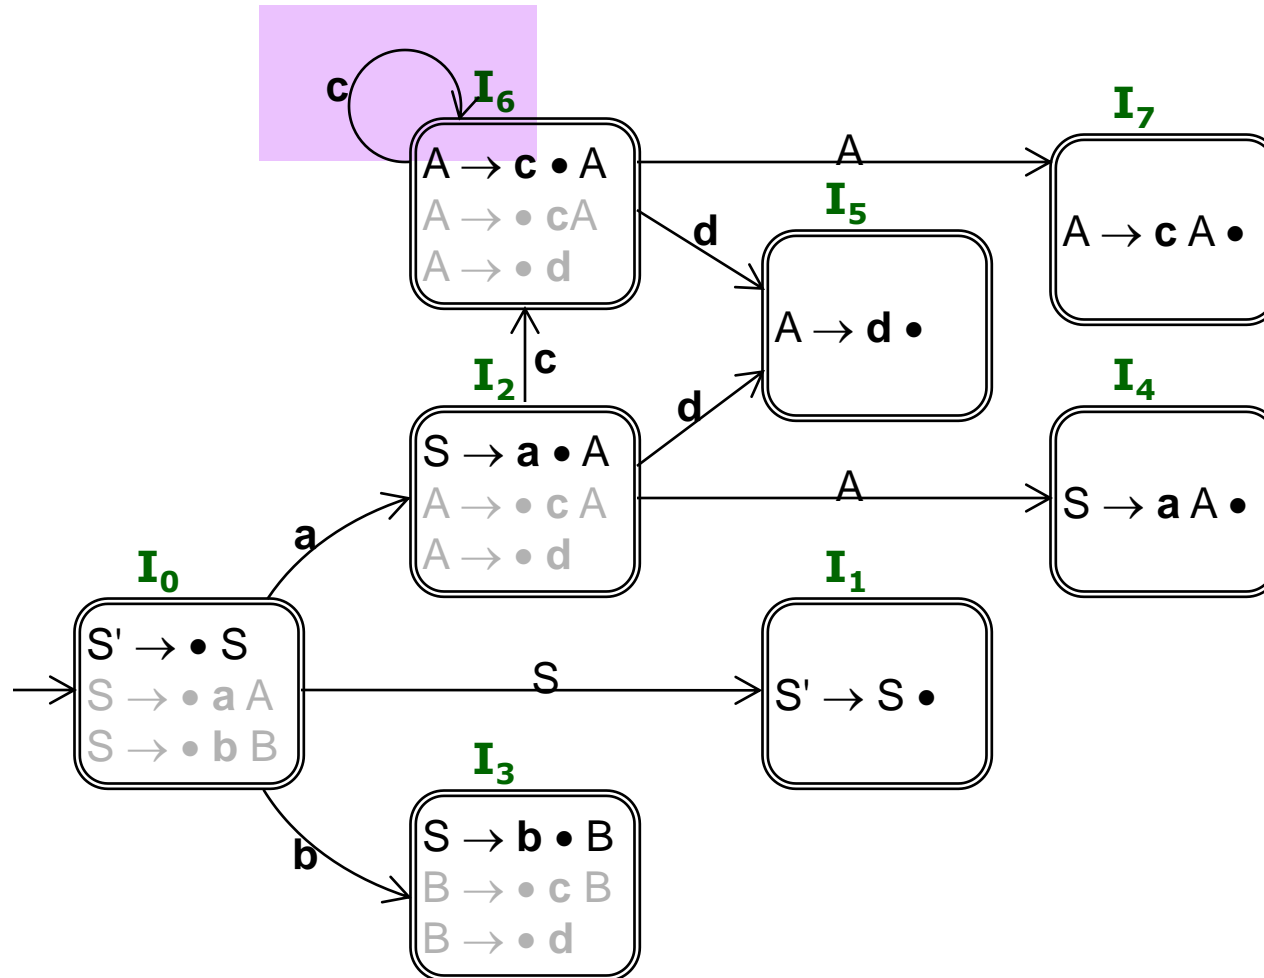 c
I₆
A → c • A
A → • cA
A → • d
A
I₇
A → c A •
d
I₅
A → d •
c
I₂
S → a • A
A → • c A
A → • d
d
A
I₄
S → a A •
a
I₀
S' → • S
S → • a A
S → • b B
S
I₁
S' → S •
b
I₃
S → b • B
B → • c B
B → • d